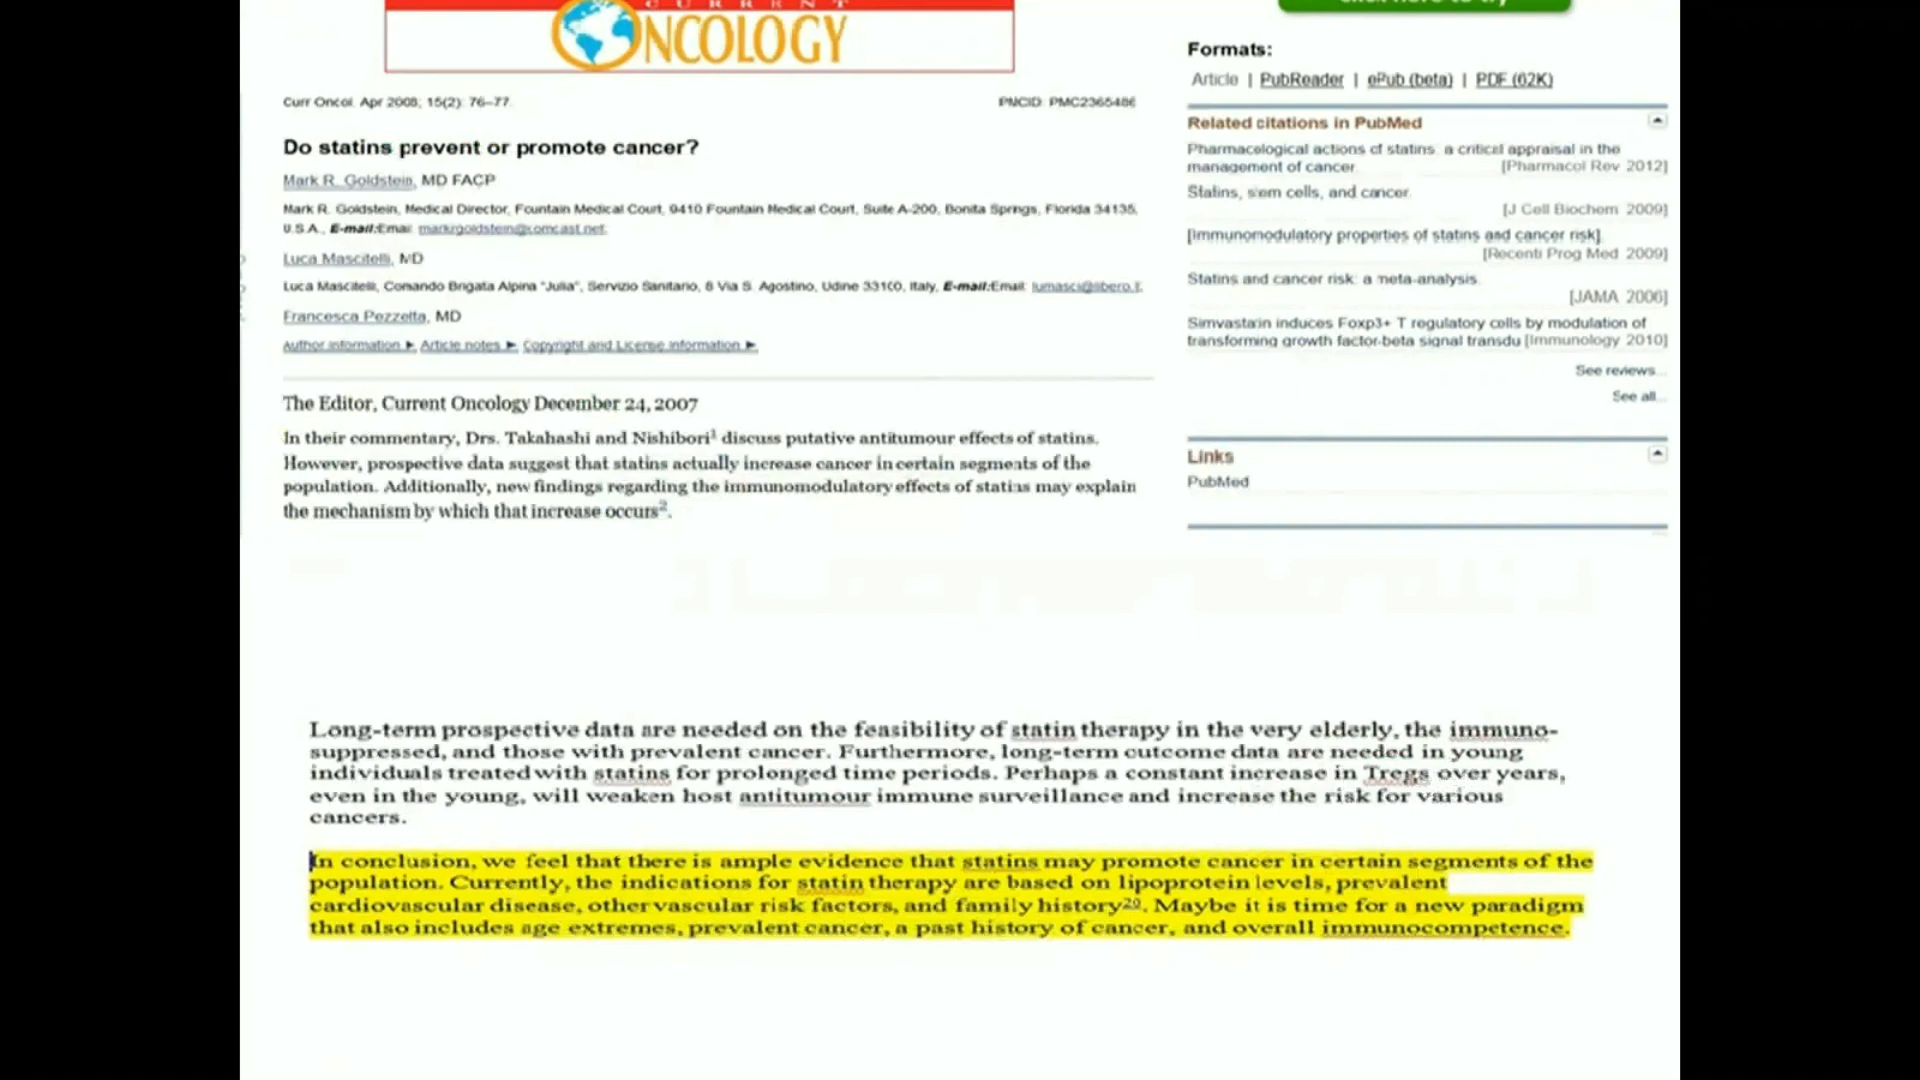 CURRENT
ONCOLOGY
Curr Oncol. Apr 2008; 15(2): 76–77.
PMCID: PMC2365486
Do statins prevent or promote cancer?
Mark R. Goldstein, MD FACP
Mark R. Goldstein, Medical Director, Fountain Medical Court, 9410 Fountain Medical Court, Suite A-200, Bonita Springs, Florida 34135,
U.S.A., E-mail:Email: markrgoldstein@comcast.net.
Luca Mascitelli, MD
Luca Mascitelli, Comando Brigata Alpina "Julia", Servizio Sanitario, 8 Via S. Agostino, Udine 33100, Italy, E-mail:Email:
Francesca Pezzetta, MD
Author information ► Article notes ► Copyright and License information ►
The Editor, Current Oncology December 24, 2007
In their commentary, Drs. Takahashi and Nishibori1 discuss putative antitumour effects of statins.
However, prospective data suggest that statins actually increase cancer in certain segments of the
population. Additionally, new findings regarding the immunomodulatory effects of statins may explain
the mechanism by which that increase occurs2.
Formats:
Article | PubReader | ePub (beta) | PDF (62K)
Related citations in PubMed
Pharmacological actions of statins: a critical appraisal in the
management of cancer. [Pharmacol Rev. 2012]
Statins, stem cells, and cancer.
[J Cell Biochem. 2009]
[Immunomodulatory properties of statins and cancer risk].
[Recenti Prog Med. 2009]
Statins and cancer risk: a meta-analysis.
[JAMA. 2006]
Simvastatin induces Foxp3+ T regulatory cells by modulation of
transforming growth factor-beta signal transdu [Immunology. 2010]
See reviews...
See all...
Links
PubMed
Long-term prospective data are needed on the feasibility of statin therapy in the very elderly, the immuno-
suppressed, and those with prevalent cancer. Furthermore, long-term outcome data are needed in young
individuals treated with statins for prolonged time periods. Perhaps a constant increase in Tregs over years,
even in the young, will weaken host antitumour immune surveillance and increase the risk for various
cancers.
In conclusion, we feel that there is ample evidence that statins may promote cancer in certain segments of the
population. Currently, the indications for statin therapy are based on lipoprotein levels, prevalent
cardiovascular disease, other vascular risk factors, and family history20. Maybe it is time for a new paradigm
that also includes age extremes, prevalent cancer, a past history of cancer, and overall immunocompetence.